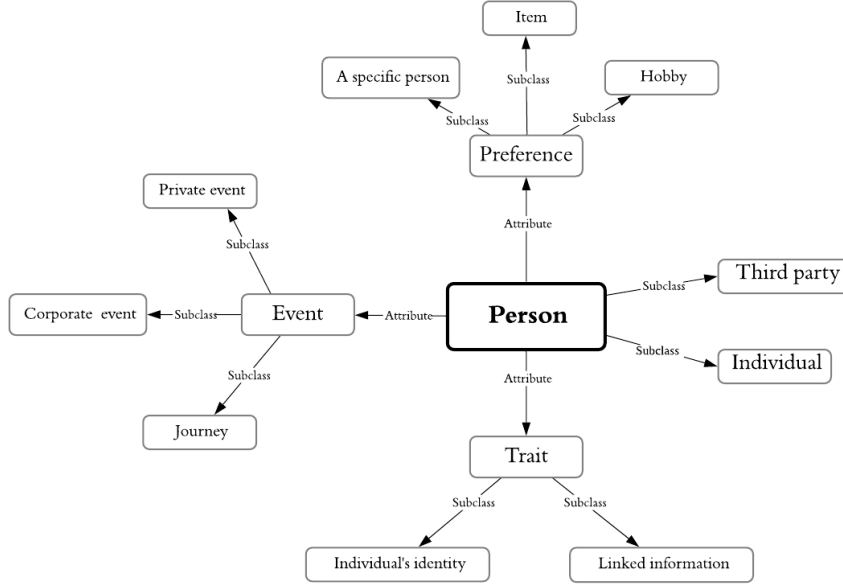 Item
A specific person
Subclass
Hobby
Subclass
Subclass
Preference
Private event
Attribute
Subclass
Third party
Subclass
Corporate event
Subclass
Event
Attribute
Person
Subclass
Individual
Subclass
Attribute
Journey
Trait
Subclass
Subclass
Individual's identity
Linked information